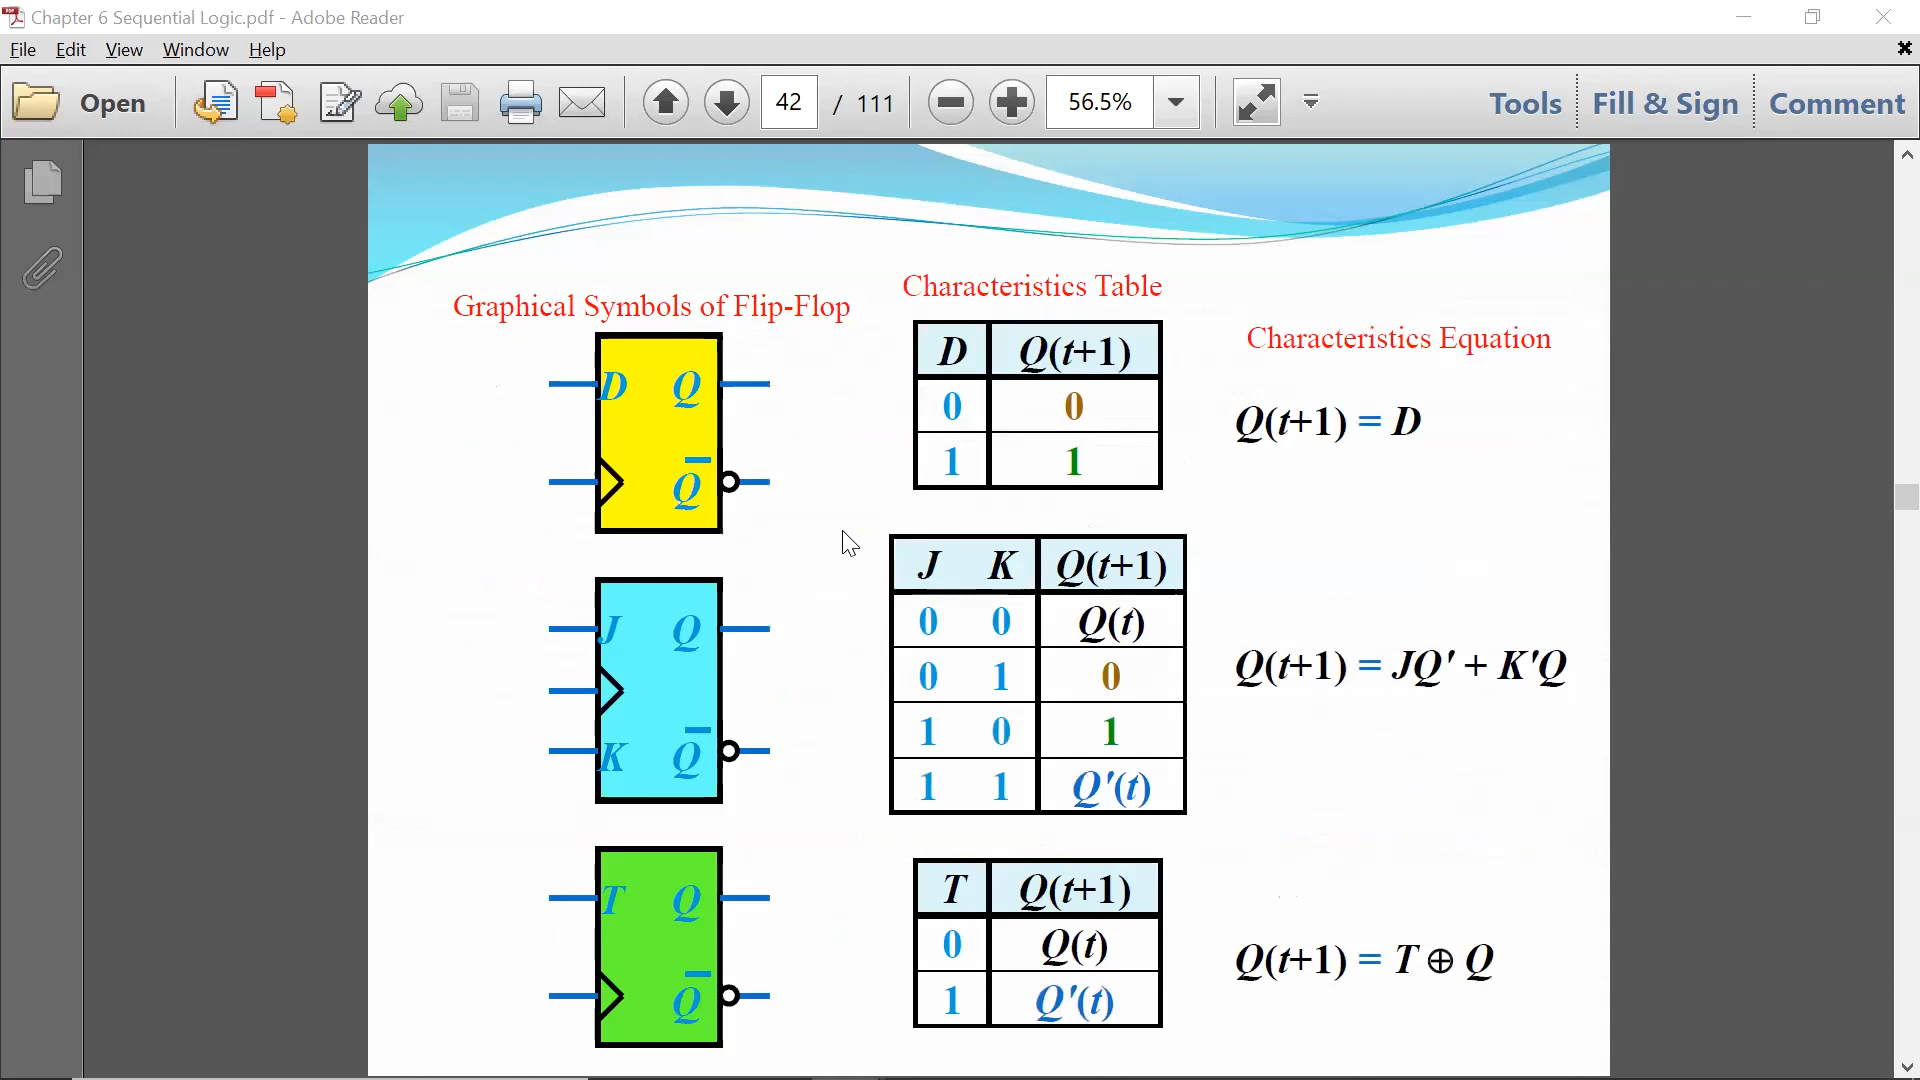 Chapter 6 Sequential Logic.pdf - Adobe Reader
File Edit View Window Help
Open 42 / 111 56.5% Tools Fill & Sign Comment
Graphical Symbols of Flip-Flop
Characteristics Table
Characteristics Equation
D Q
Q̅
D Q(t+1)
0 0
1 1
Q(t+1) = D
J Q
K Q̅
J K Q(t+1)
0 0 Q(t)
0 1 0
1 0 1
1 1 Q'(t)
Q(t+1) = JQ' + K'Q
T Q
Q̅
T Q(t+1)
0 Q(t)
1 Q'(t)
Q(t+1) = T ⊕ Q